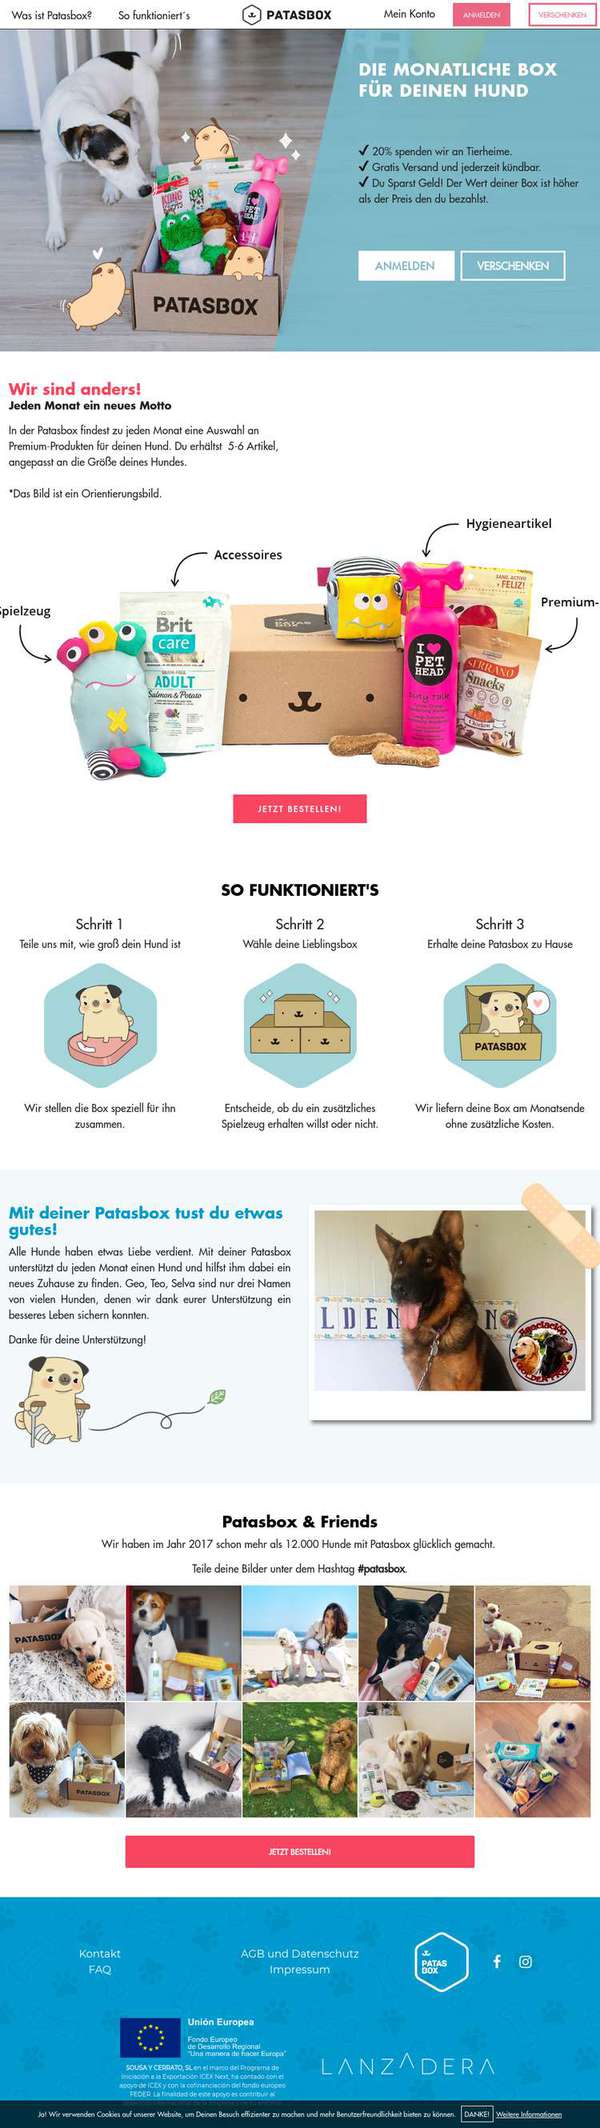 Was ist Patasbox?
So funktioniert´s
PATASBOX
Mein Konto
ANMELDEN
VERSCHENKEN
DIE MONATLICHE BOX
FÜR DEINEN HUND
20% spenden wir an Tierheime.
Gratis Versand und jederzeit kündbar.
Du Sparst Geld! Der Wert deiner Box ist höher
als der Preis den du bezahlst.
ANMELDEN
VERSCHENKEN
KONG
I
PET
HEAD
PATASBOX
Wir sind anders!
Jeden Monat ein neues Motto
In der Patasbox findest zu jeden Monat eine Auswahl an
Premium-Produkten für deinen Hund. Du erhältst 5-6 Artikel,
angepasst an die Größe deines Hundes.
*Das Bild ist ein Orientierungsbild.
Hygieneartikel
Accessoires
Spielzeug
Premium-
Brit
care
ADULT
Salmon & Potato
I
PET
HEAD
SANO, ACTIVO
Y FELIZ!
SERRANO
Snacks
JETZT BESTELLEN!
SO FUNKTIONIERT'S
Schritt 1
Teile uns mit, wie groß dein Hund ist
Wir stellen die Box speziell für ihn
zusammen.
Schritt 2
Wähle deine Lieblingsbox
Entscheide, ob du ein zusätzliches
Spielzeug erhalten willst oder nicht.
Schritt 3
Erhalte deine Patasbox zu Hause
PATASBOX
Wir liefern deine Box am Monatsende
ohne zusätzliche Kosten.
Mit deiner Patasbox tust du etwas
gutes!
Alle Hunde haben etwas Liebe verdient. Mit deiner Patasbox
unterstützt du jeden Monat einen Hund und hilfst ihm dabei ein
neues Zuhause zu finden. Geo, Teo, Selva sind nur drei Namen
von vielen Hunden, denen wir dank eurer Unterstützung ein
besseres Leben sichern konnten.
Danke für deine Unterstützung!
LDEN
NO
Patasbox & Friends
Wir haben im Jahr 2017 schon mehr als 12.000 Hunde mit Patasbox glücklich gemacht.
Teile deine Bilder unter dem Hashtag #patasbox.
PATASBOX
PATASBOX
JETZT BESTELLEN!
Kontakt
FAQ
AGB und Datenschutz
Impressum
PATAS
BOX
Unión Europea
Fondo Europeo
de Desarrollo Regional
"Una manera de hacer Europa"
SOUSA Y CERRATO, SL en el marco del Programa de
Iniciación a la Exportación ICEX Next, ha contado con el
apoyo de ICEX y con la cofinanciación del fondo europeo
FEDER. La finalidad de este apoyo es contribuir al
LANZADERA
Ja! Wir verwenden Cookies auf unserer Website, um Deinen Besuch effizienter zu machen und mehr Benutzerfreundlichkeit bieten zu können.
DANKE!
Weitere Informationen